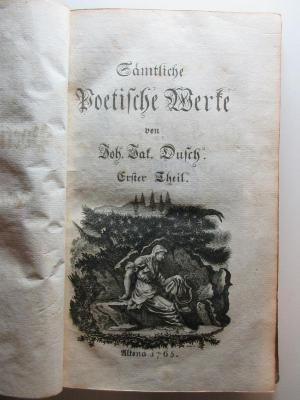 Sämtliche
Poetische Werke
von
Joh. Jak. Dusch.
Erster Theil.
Altona 1765.